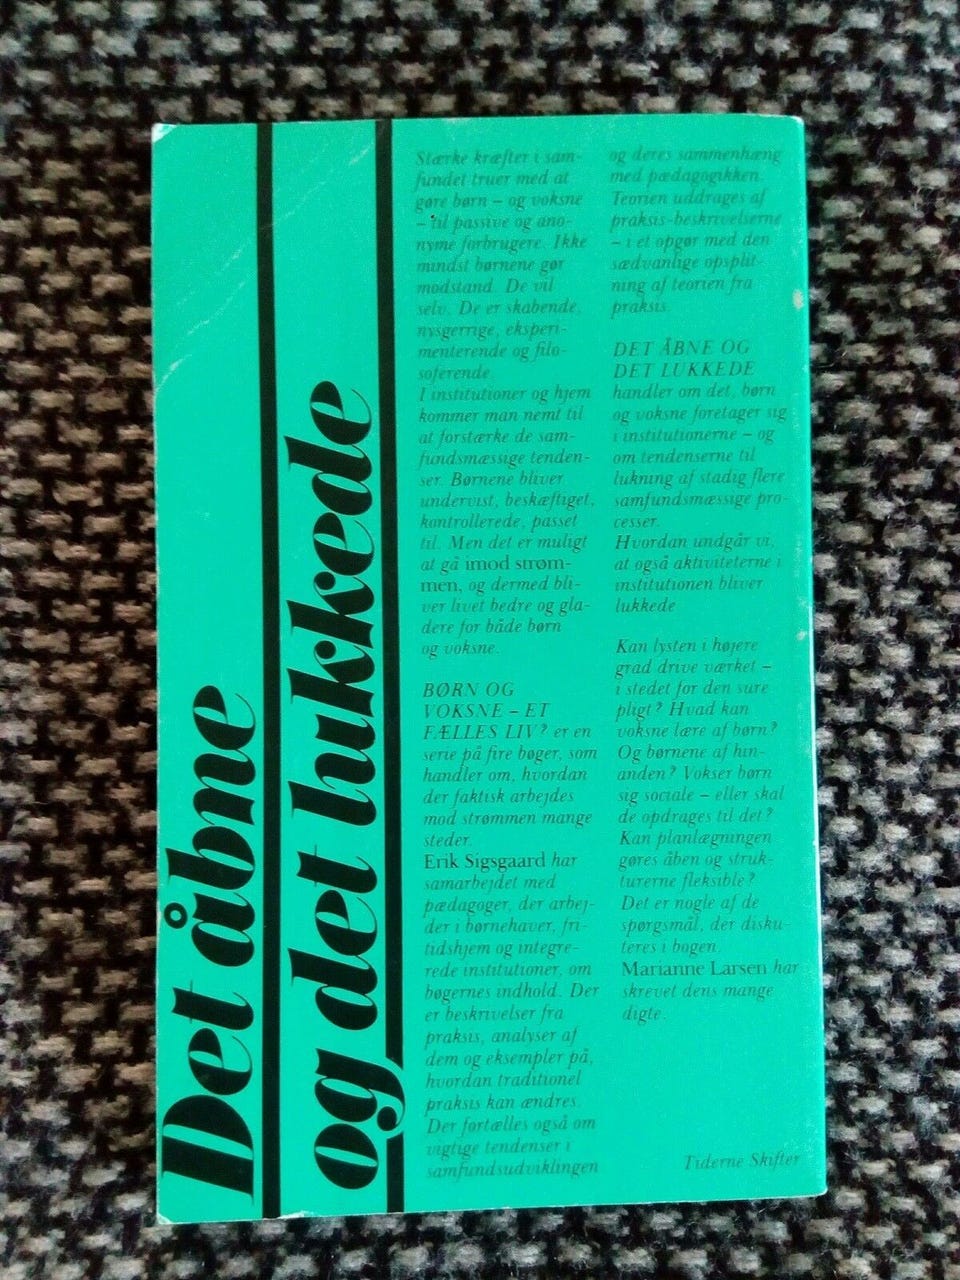 Det åbne
og det lukkede
Stærke kræfter i sam-
fundet truer med at
gøre børn – og voksne
– til passive og ano-
nyme forbrugere. Ikke
mindst børnene gør
modstand. De vil
selv. De er skabende,
nysgerrige, eksperi-
menterende og filo-
soferende.
I institutioner og hjem
kommer man nemt til
at forstærke de sam-
fundsmæssige tenden-
ser. Børnene bliver
undervist, beskæftiget,
kontrollerede, passet
til. Men det er muligt
at gå imod strøm-
men, og dermed bli-
ver livet bedre og gla-
dere for både børn
og voksne.
BØRN OG
VOKSNE – ET
FÆLLES LIV? er en
serie på fire bøger, som
handler om, hvordan
der faktisk arbejdes
mod strømmen mange
steder.
Erik Sigsgaard har
samarbejdet med
pædagoger, der arbej-
der i børnehaver, fri-
tidshjem og integre-
rede institutioner, om
bøgernes indhold. Der
er beskrivelser fra
praksis, analyser af
dem og eksempler på,
hvordan traditionel
praksis kan ændres.
Der fortælles også om
vigtige tendenser i
samfundsudviklingen
og deres sammenhæng
med pædagogikken.
Teorien uddrages af
praksis-beskrivelserne
– i et opgør med den
sædvanlige opsplit-
ning af teorien fra
praksis.
DET ÅBNE OG
DET LUKKEDE
handler om det, børn
og voksne foretager sig
i institutionerne – og
om tendenserne til
lukning af stadig flere
samfundsmæssige pro-
cesser.
Hvordan undgår vi,
at også aktiviteterne i
institutionen bliver
lukkede
Kan lysten i højere
grad drive værket –
i stedet for den sure
pligt? Hvad kan
voksne lære af børn?
Og børnene af hin-
anden? Vokser børn
sig sociale – eller skal
de opdrages til det?
Kan planlægningen
gøres åben og struk-
turerne fleksible?
Det er nogle af de
spørgsmål, der disku-
teres i bogen.
Marianne Larsen har
skrevet dens mange
digte.
Tiderne Skifter